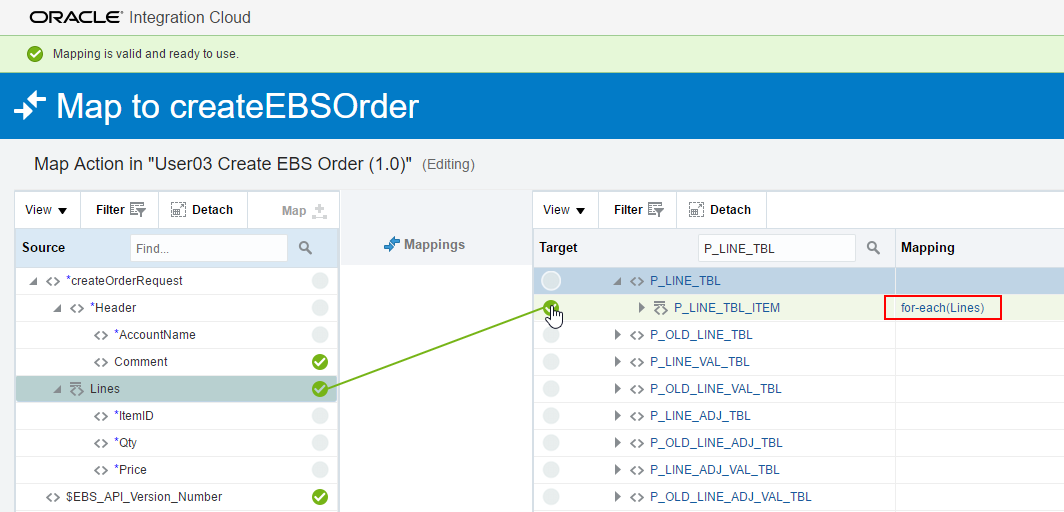 ORACLE® Integration Cloud
Mapping is valid and ready to use.
Map to createEBSOrder
Map Action in "User03 Create EBS Order (1.0)" (Editing)
View Filter Detach Map
Source Find...
*createOrderRequest
*Header
*AccountName
Comment
Lines
*ItemID
*Qty
*Price
$EBS_API_Version_Number
Mappings
View Filter Detach
Target P_LINE_TBL Mapping
P_LINE_TBL
P_LINE_TBL_ITEM for-each(Lines)
P_OLD_LINE_TBL
P_LINE_VAL_TBL
P_OLD_LINE_VAL_TBL
P_LINE_ADJ_TBL
P_OLD_LINE_ADJ_TBL
P_LINE_ADJ_VAL_TBL
P_OLD_LINE_ADJ_VAL_TBL